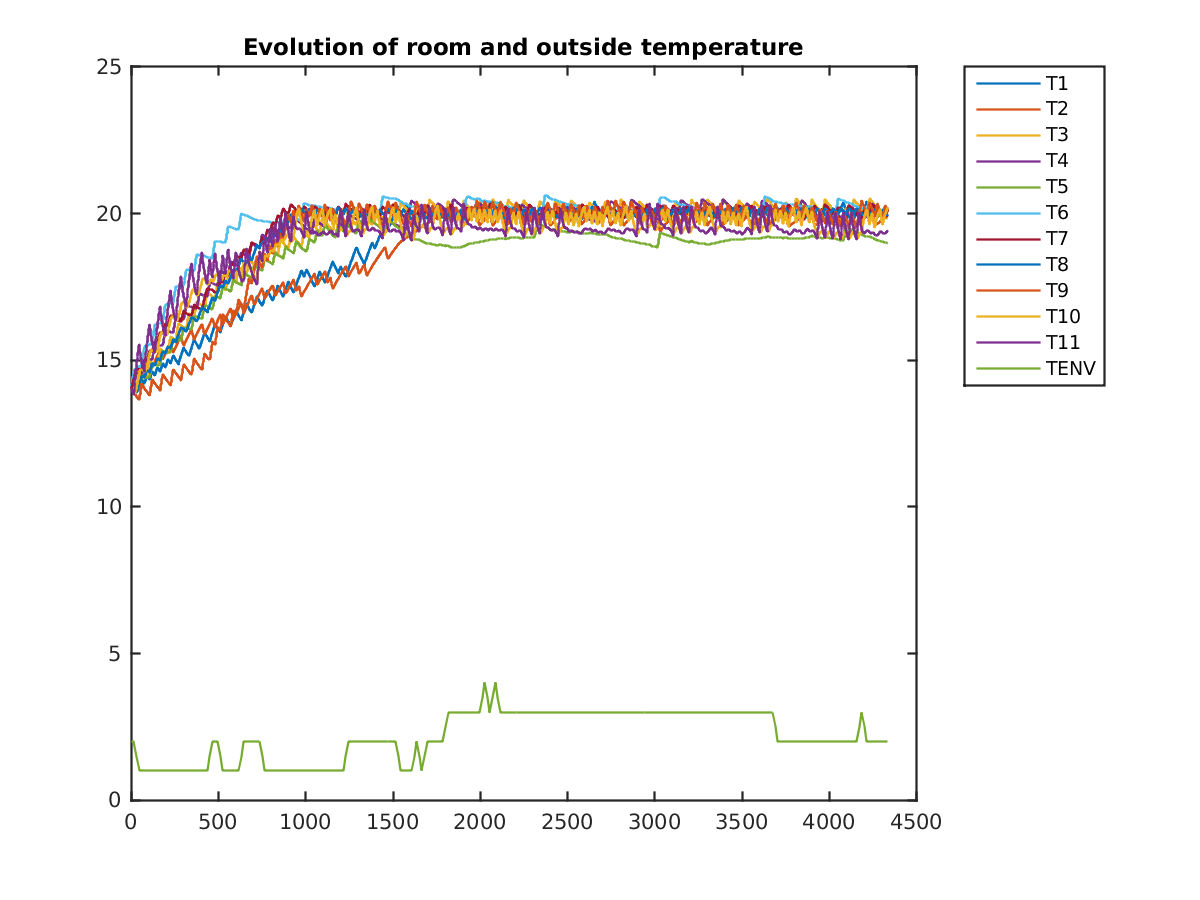 Evolution of room and outside temperature
25
20
15
10
5
0
0 500 1000 1500 2000 2500 3000 3500 4000 4500
T1
T2
T3
T4
T5
T6
T7
T8
T9
T10
T11
TENV